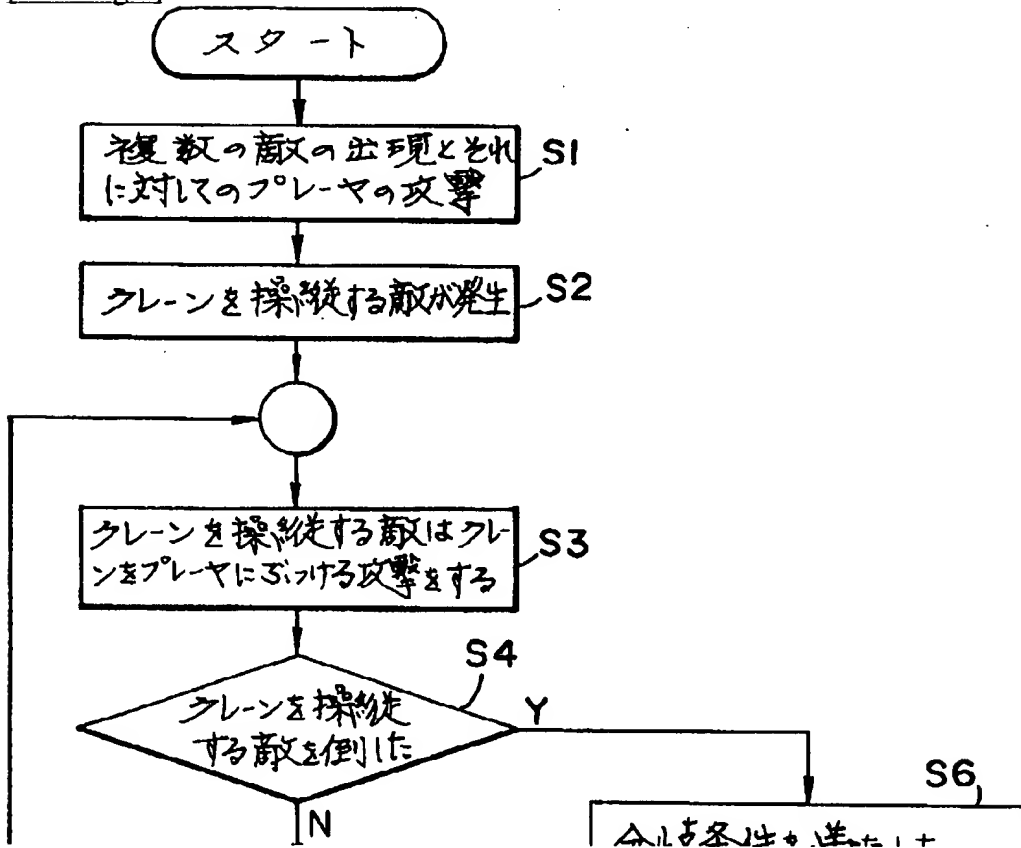 スタート
複数の敵の出現とそれ
に対してのプレーヤの攻撃
S1
クレーンを操縦する敵が発生
S2
クレーンを操縦する敵はクレー
ンをプレーヤにぶつける攻撃をする
S3
S4
クレーンを操縦
する敵を倒した
Y
N
S6